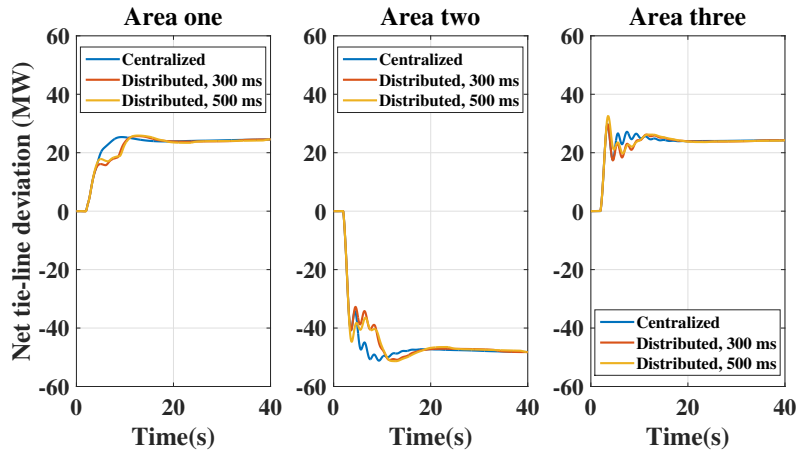 Area one
Area two
Area three
Net tie-line deviation (MW)
60
40
20
0
-20
-40
-60
0
20
40
Time(s)
Centralized
Distributed, 300 ms
Distributed, 500 ms
60
40
20
0
-20
-40
-60
0
20
40
Time(s)
Centralized
Distributed, 300 ms
Distributed, 500 ms
60
40
20
0
-20
-40
-60
0
20
40
Time(s)
Centralized
Distributed, 300 ms
Distributed, 500 ms